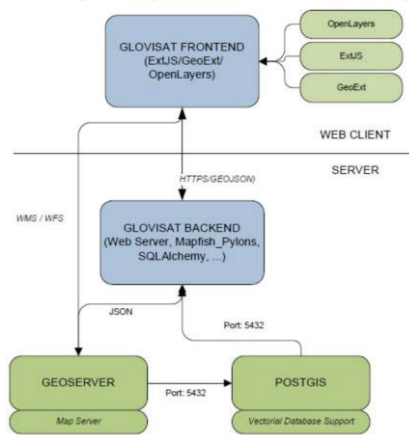 OpenLayers
GLOVISAT FRONTEND
(ExtJS/GeoExt/
OpenLayers)
ExtJS
GeoExt
WEB CLIENT
SERVER
HTTPS/GEOJSON)
WMS / WFS
GLOVISAT BACKEND
(Web Server, Mapfish_Pylons,
SQLAlchemy, ...)
JSON
Port: 5432
GEOSERVER
Port: 5432
POSTGIS
Map Server
Vectorial Database Support